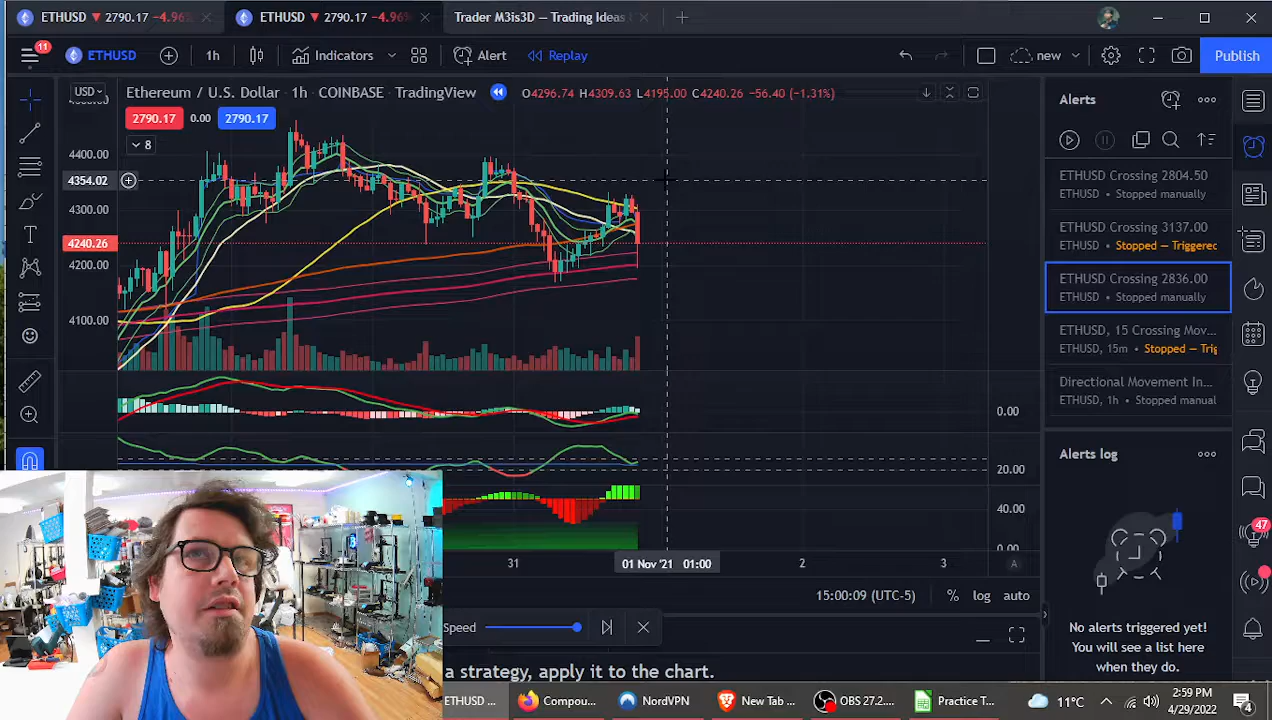 ETHUSD ▼ 2790.17 −4.96%
ETHUSD ▼ 2790.17 −4.96%
Trader M3is3D — Trading Ideas
11
ETHUSD
1h
Indicators
Alert
Replay
new
Publish
USD
Ethereum / U.S. Dollar · 1h · COINBASE · TradingView
O4296.74 H4309.63 L4195.00 C4240.26 −56.40 (−1.31%)
2790.17
0.00
2790.17
8
4400.00
4354.02
4300.00
4240.26
4200.00
4100.00
0.00
20.00
40.00
0.00
31
01 Nov '21 01:00
2
3
A
15:00:09 (UTC-5)
%
log
auto
Speed
a strategy, apply it to the chart.
Alerts
ETHUSD Crossing 2804.50
ETHUSD • Stopped manually
ETHUSD Crossing 3137.00
ETHUSD • Stopped — Triggered
ETHUSD Crossing 2836.00
ETHUSD • Stopped manually
ETHUSD, 15 Crossing Mov...
ETHUSD, 15m • Stopped — Trig
Directional Movement In...
ETHUSD, 1h • Stopped manual
Alerts log
No alerts triggered yet!
You will see a list here
when they do.
47
ETHUSD ...
Compou...
NordVPN
New Tab ...
OBS 27.2....
Practice T...
11°C
2:59 PM
4/29/2022
4